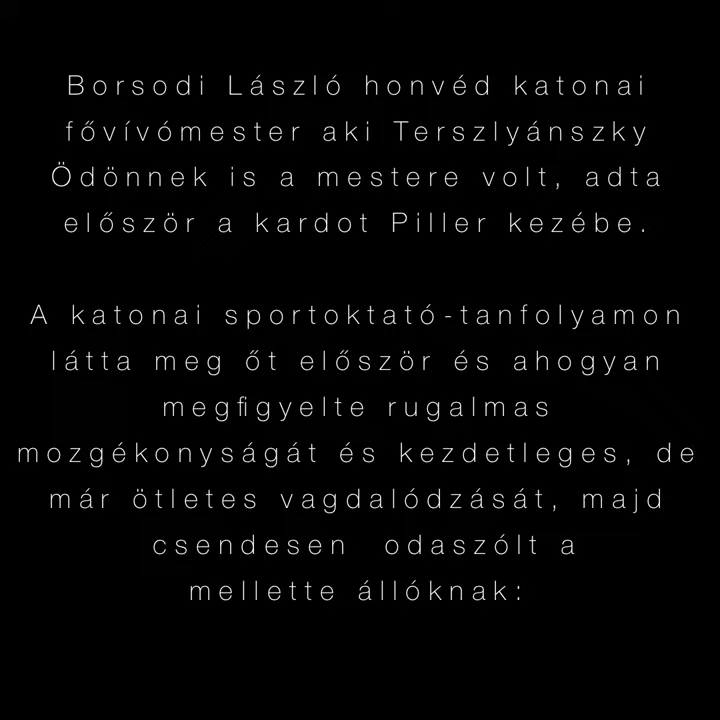 Borsodi László honvéd katonai
fővívómester aki Terszlyánszky
Ödönnek is a mestere volt, adta
először a kardot Piller kezébe.
A katonai sportoktató-tanfolyamon
látta meg őt először és ahogyan
megfigyelte rugalmas
mozgékonyságát és kezdetleges, de
már ötletes vagdalódzását, majd
csendesen odaszólt a
mellette állóknak: